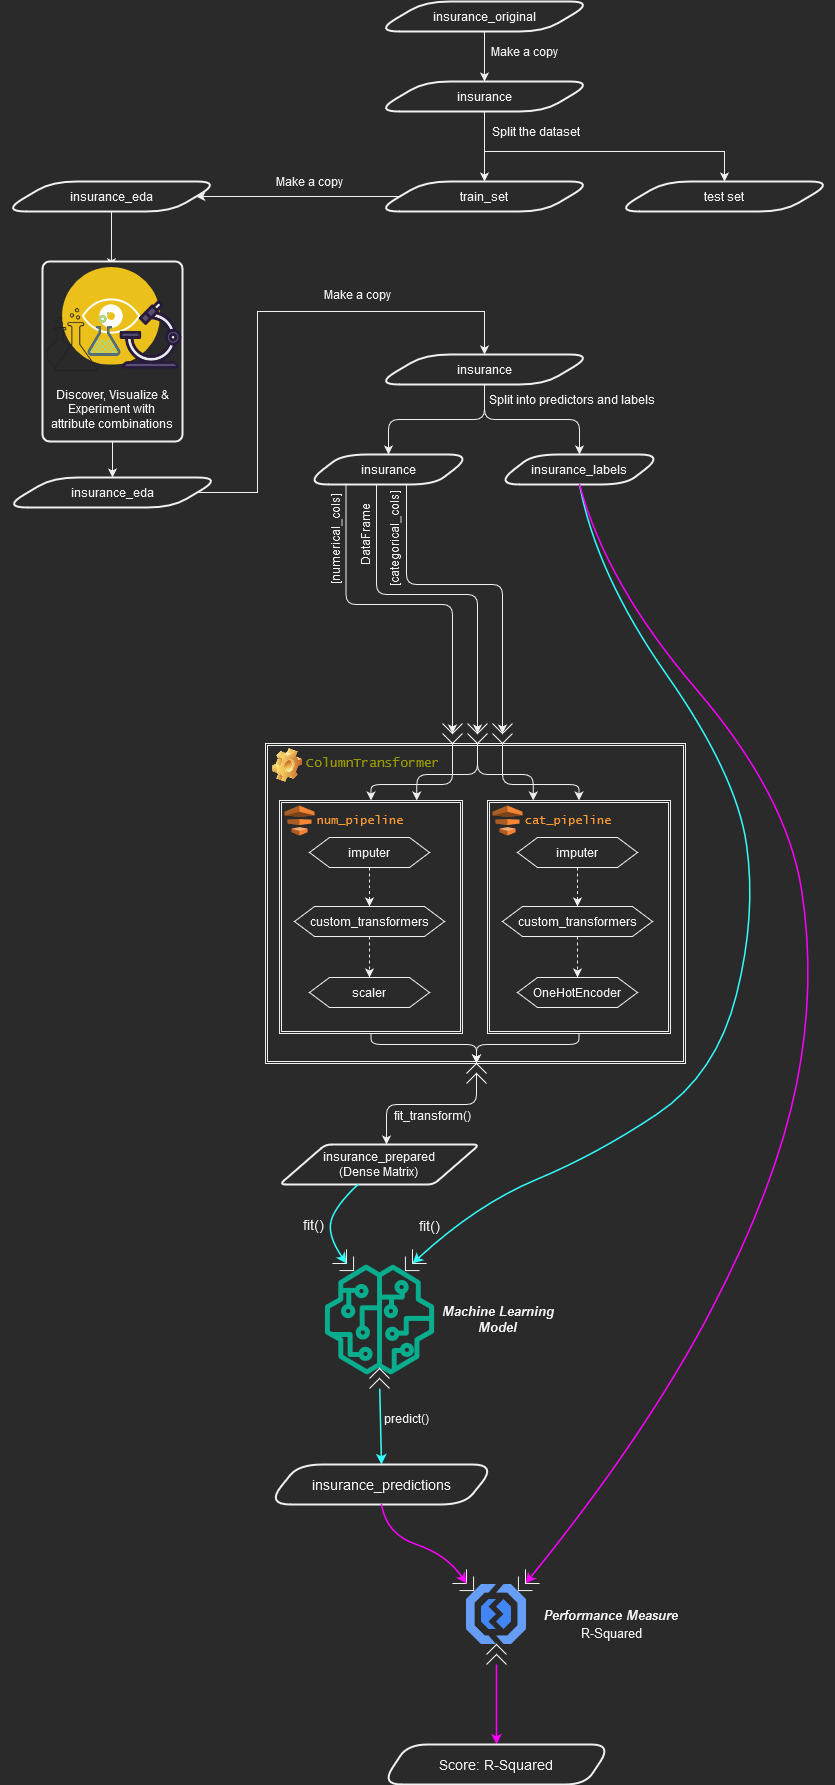 insurance_original
Make a copy
insurance
Split the dataset
Make a copy
insurance_eda
train_set
test set
Make a copy
Discover, Visualize &
Experiment with
attribute combinations
insurance
Split into predictors and labels
insurance_eda
insurance
insurance_labels
[numerical_cols]
DataFrame
[categorical_cols]
ColumnTransformer
num_pipeline
cat_pipeline
imputer
imputer
custom_transformers
custom_transformers
scaler
OneHotEncoder
fit_transform()
insurance_prepared
(Dense Matrix)
fit()
fit()
Machine Learning
Model
predict()
insurance_predictions
Performance Measure
R-Squared
Score: R-Squared